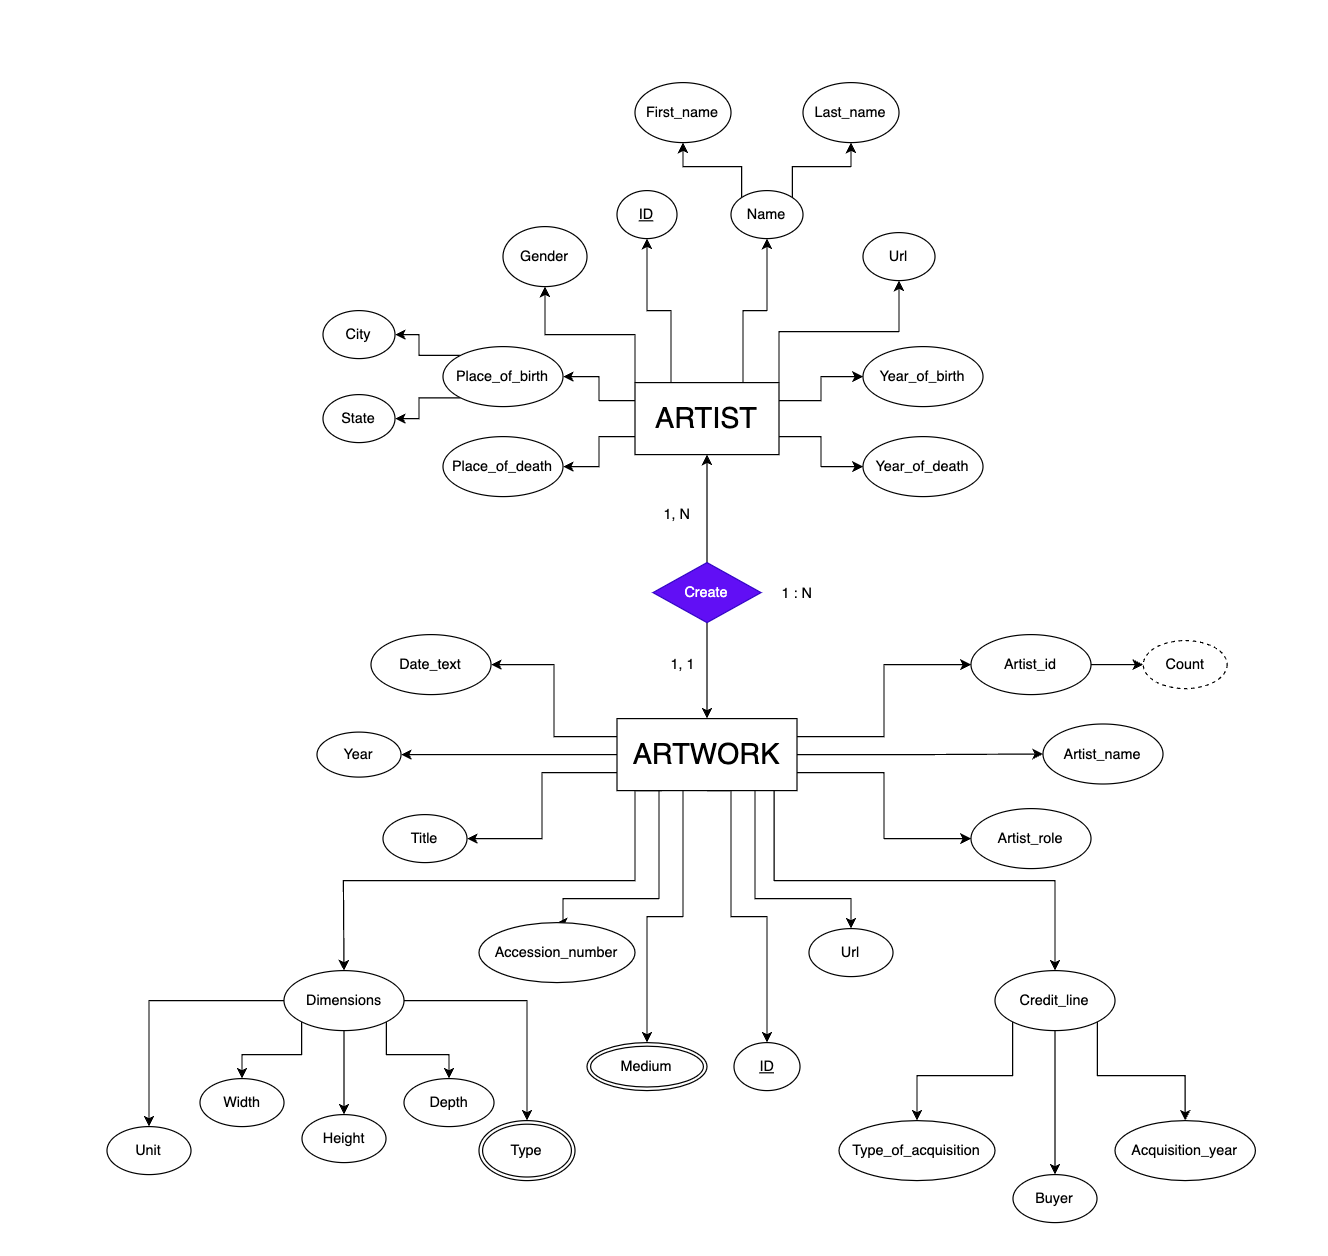 First_name
Last_name
ID
Name
Gender
Url
City
Place_of_birth
Year_of_birth
State
ARTIST
Place_of_death
Year_of_death
1, N
Create
1 : N
Date_text
1, 1
Artist_id
Count
Year
ARTWORK
Artist_name
Title
Artist_role
Accession_number
Url
Dimensions
Credit_line
Medium
ID
Width
Depth
Height
Unit
Type
Type_of_acquisition
Acquisition_year
Buyer